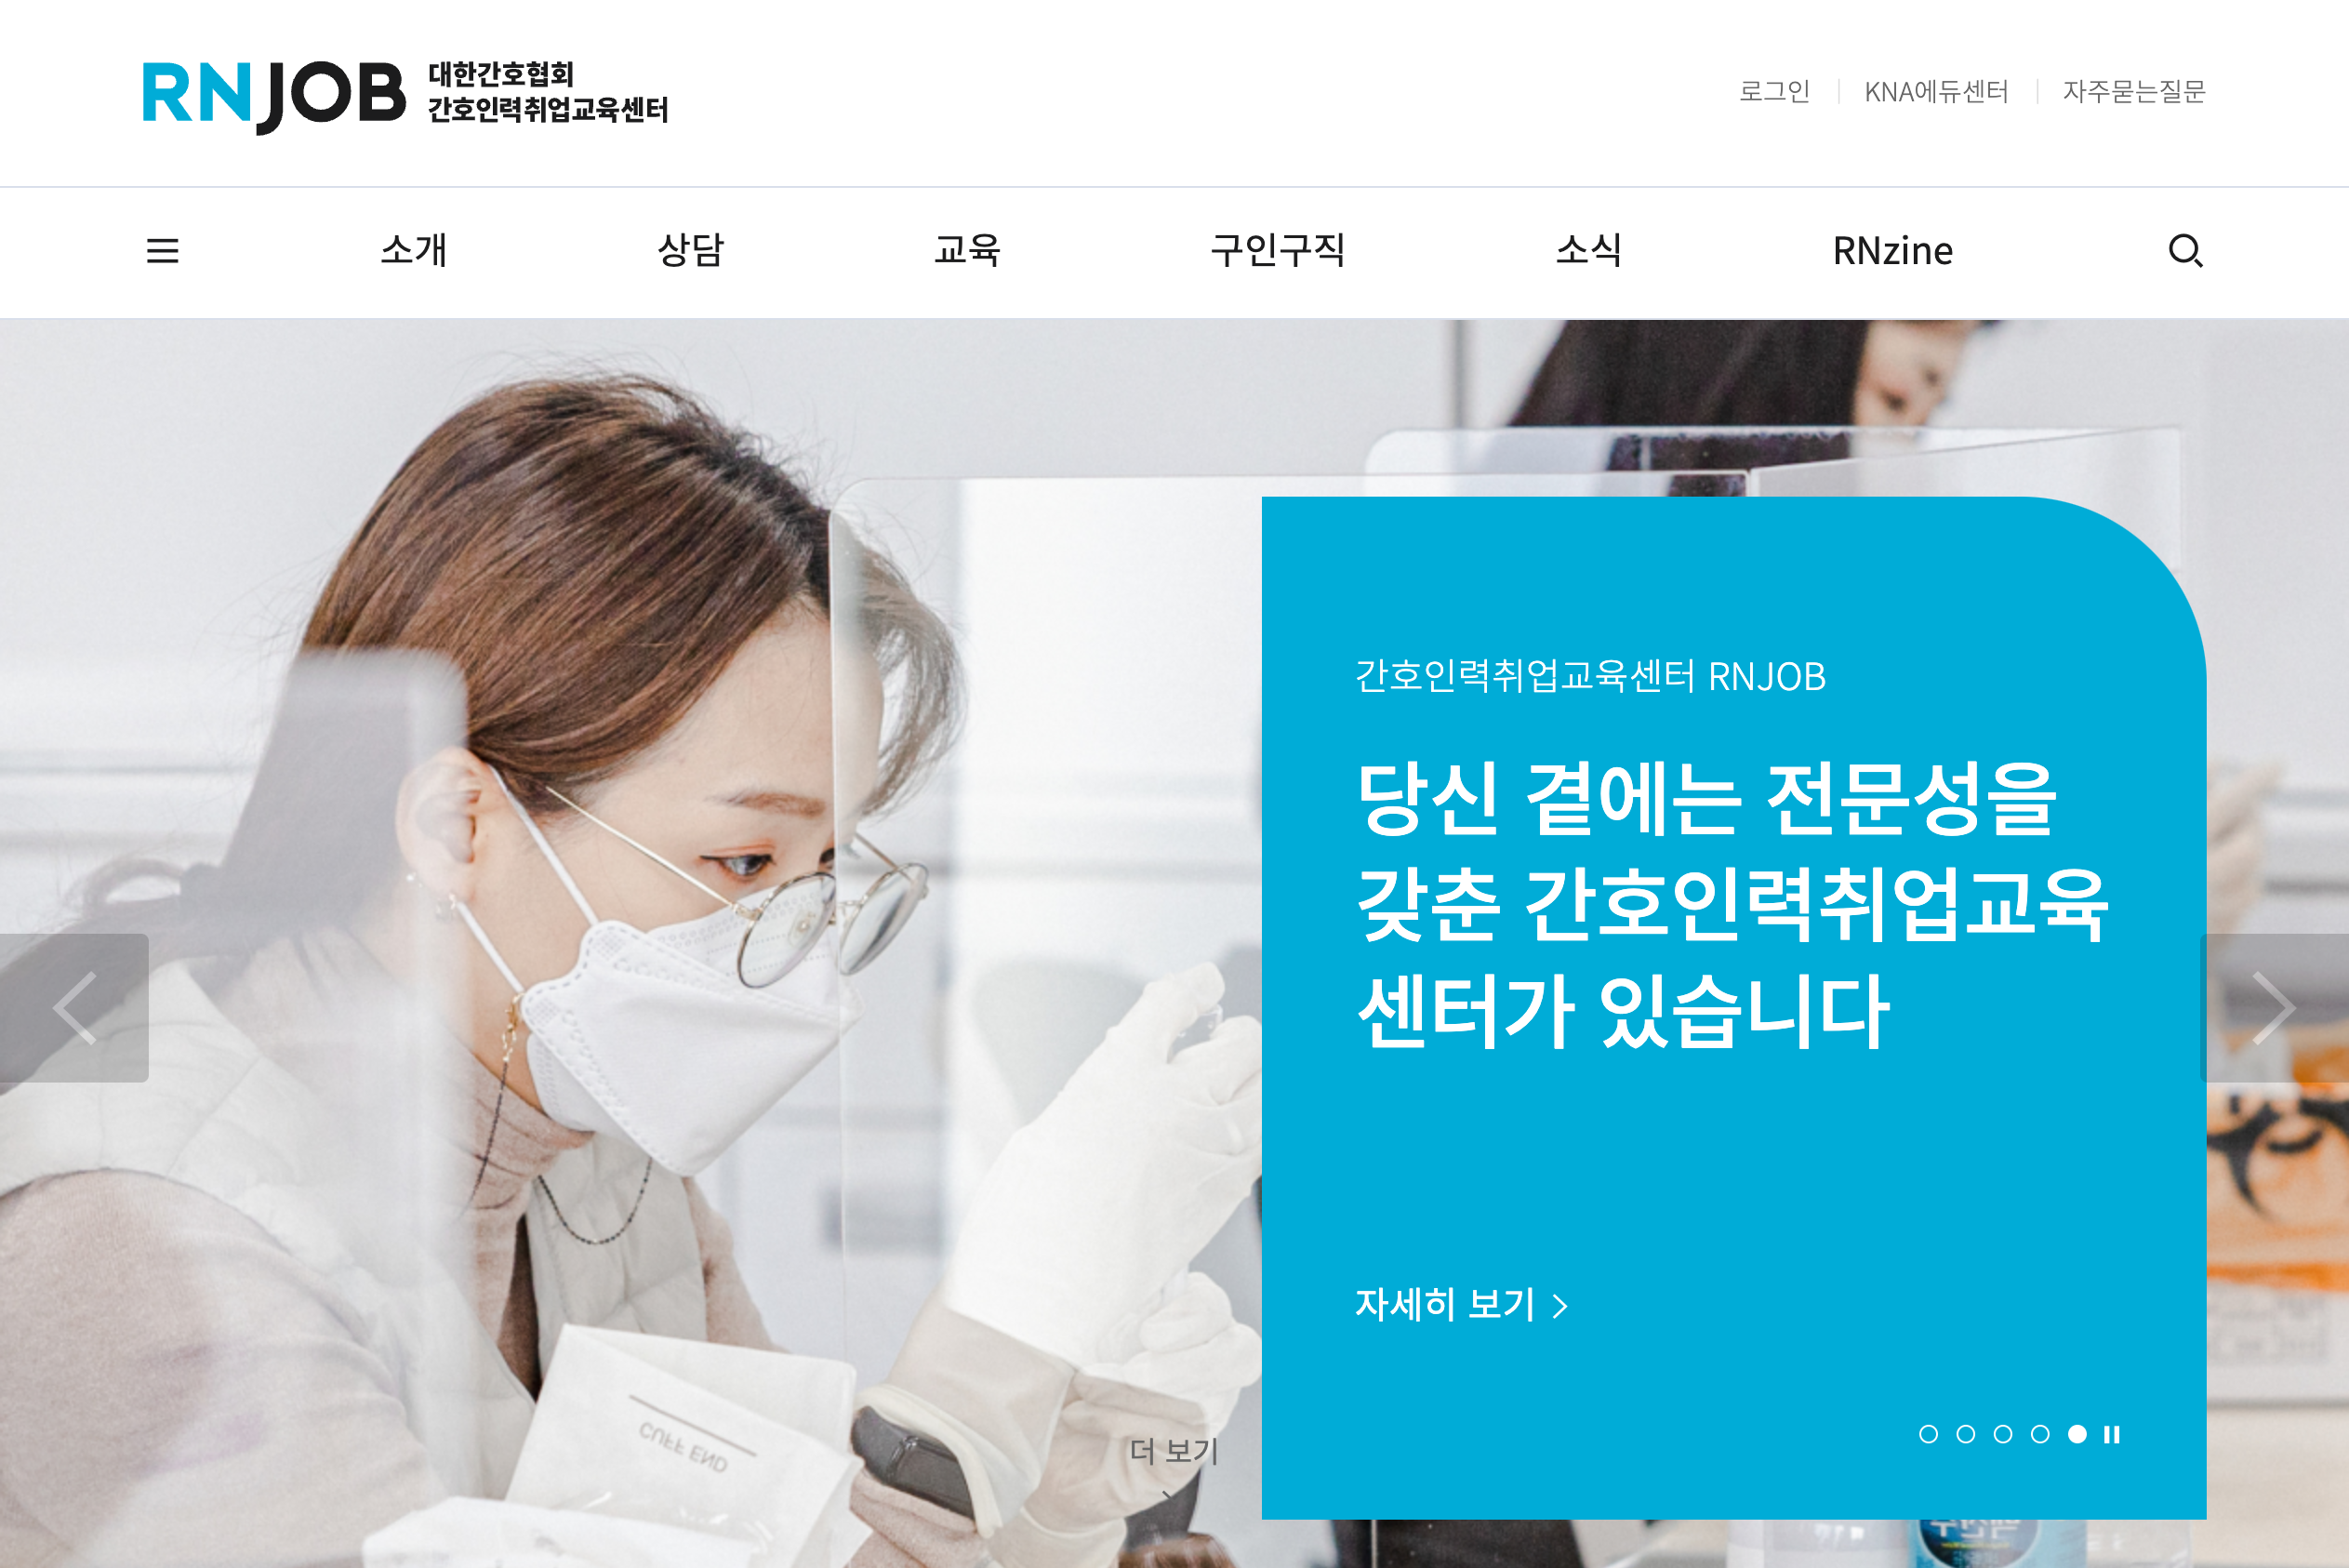 RNJOB 대한간호협회
간호인력취업교육센터
로그인
KNA에듀센터
자주묻는질문
소개
상담
교육
구인구직
소식
RNzine
간호인력취업교육센터 RNJOB
당신 곁에는 전문성을
갖춘 간호인력취업교육
센터가 있습니다
자세히 보기
더 보기
CUFF END